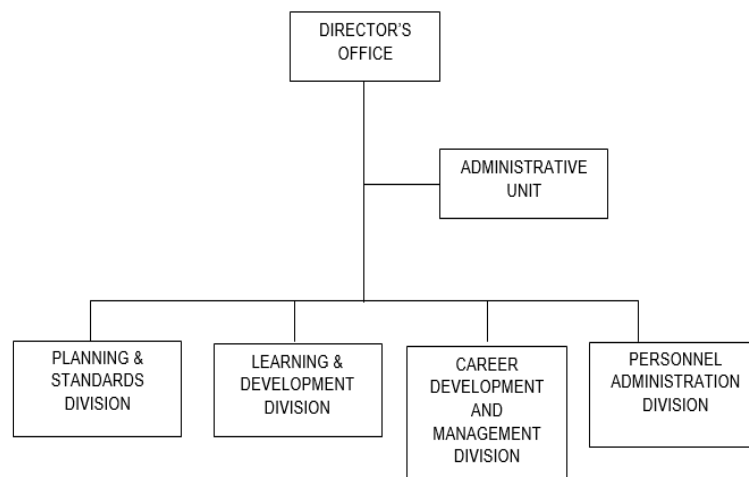 DIRECTOR'S
OFFICE
ADMINISTRATIVE
UNIT
PLANNING &
STANDARDS
DIVISION
LEARNING &
DEVELOPMENT
DIVISION
CAREER
DEVELOPMENT
AND
MANAGEMENT
DIVISION
PERSONNEL
ADMINISTRATION
DIVISION